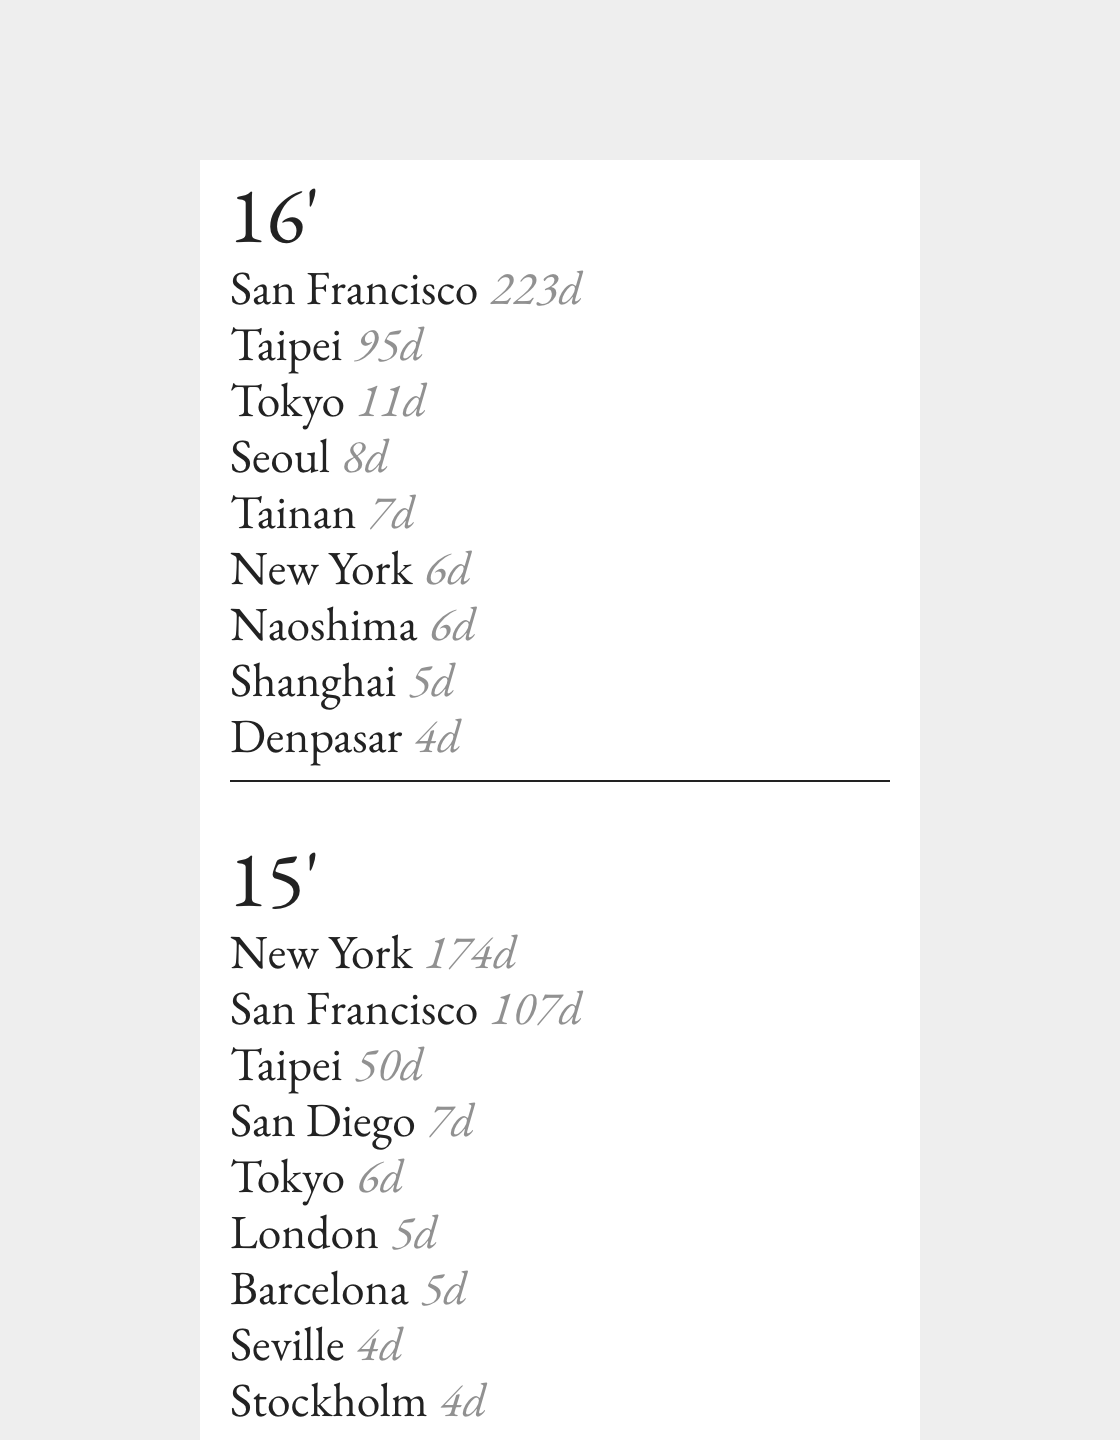 16'
San Francisco 223d
Taipei 95d
Tokyo 11d
Seoul 8d
Tainan 7d
New York 6d
Naoshima 6d
Shanghai 5d
Denpasar 4d
15'
New York 174d
San Francisco 107d
Taipei 50d
San Diego 7d
Tokyo 6d
London 5d
Barcelona 5d
Seville 4d
Stockholm 4d